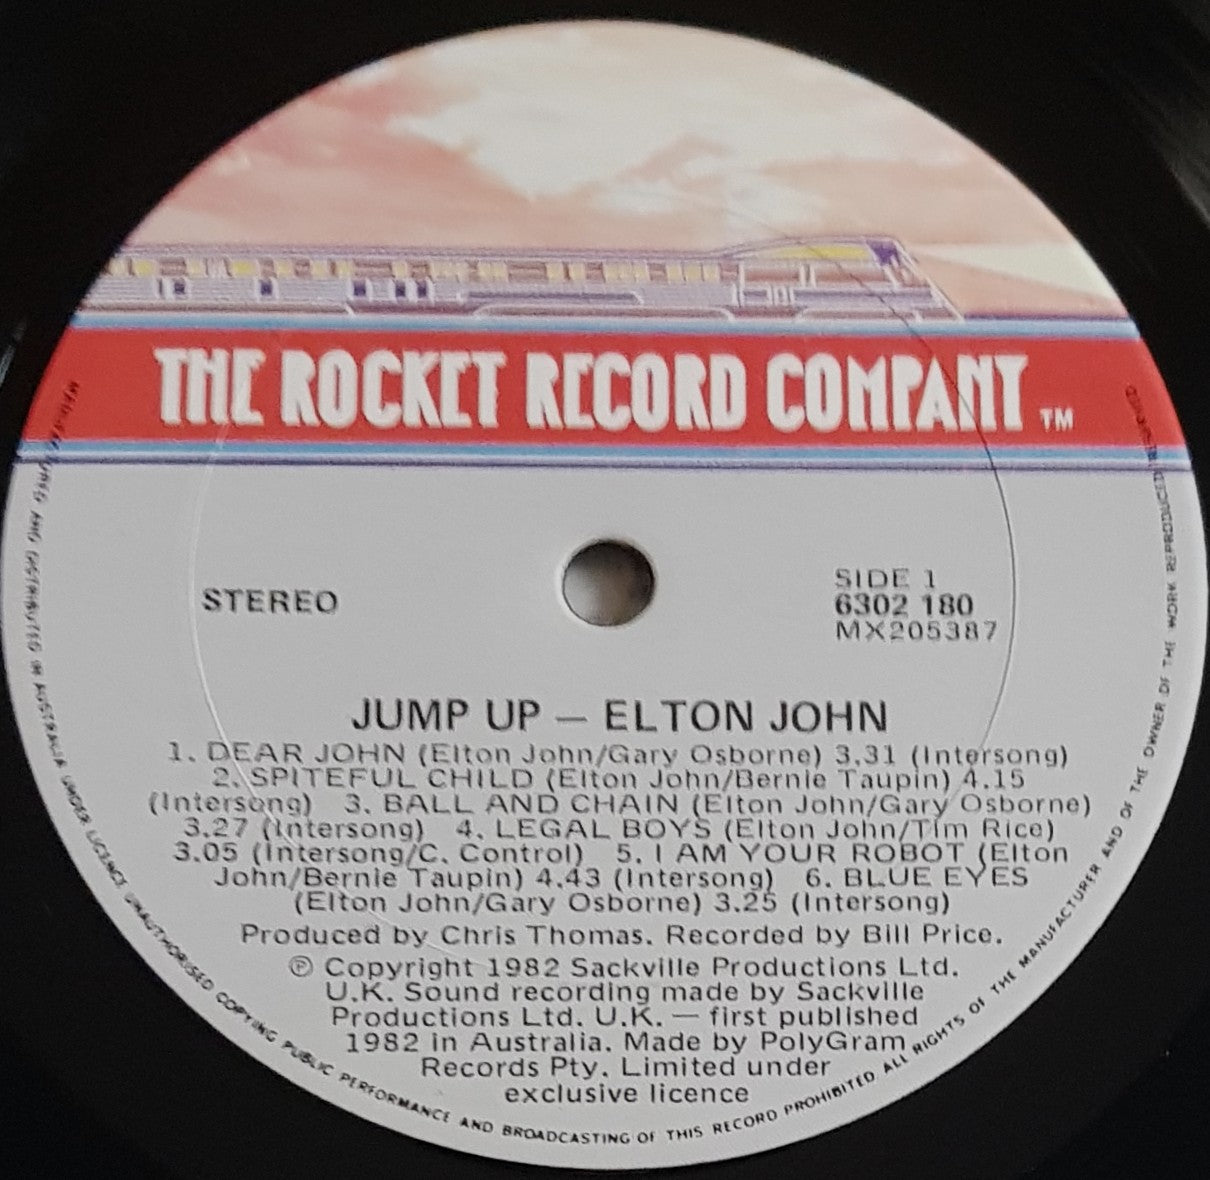 THE ROCKET RECORD COMPANY TM
STEREO
SIDE 1
6302 180
MX205387
JUMP UP — ELTON JOHN
1. DEAR JOHN (Elton John/Gary Osborne) 3.31 (Intersong)
2. SPITEFUL CHILD (Elton John/Bernie Taupin) 4.15
(Intersong) 3. BALL AND CHAIN (Elton John/Gary Osborne)
3.27 (Intersong) 4. LEGAL BOYS (Elton John/Tim Rice)
3.05 (Intersong/C. Control) 5. I AM YOUR ROBOT (Elton
John/Bernie Taupin) 4.43 (Intersong) 6. BLUE EYES
(Elton John/Gary Osborne) 3.25 (Intersong)
Produced by Chris Thomas. Recorded by Bill Price.
℗ Copyright 1982 Sackville Productions Ltd.
U.K. Sound recording made by Sackville
Productions Ltd. U.K. — first published
1982 in Australia. Made by PolyGram
Records Pty. Limited under
exclusive licence
MANUFACTURED AND DISTRIBUTED IN AUSTRALIA UNDER LICENCE UNAUTHORISED COPYING PUBLIC PERFORMANCE AND BROADCASTING OF THIS RECORD PROHIBITED ALL RIGHTS OF THE MANUFACTURER AND OF THE OWNER OF THE WORK REPRODUCED RESERVED